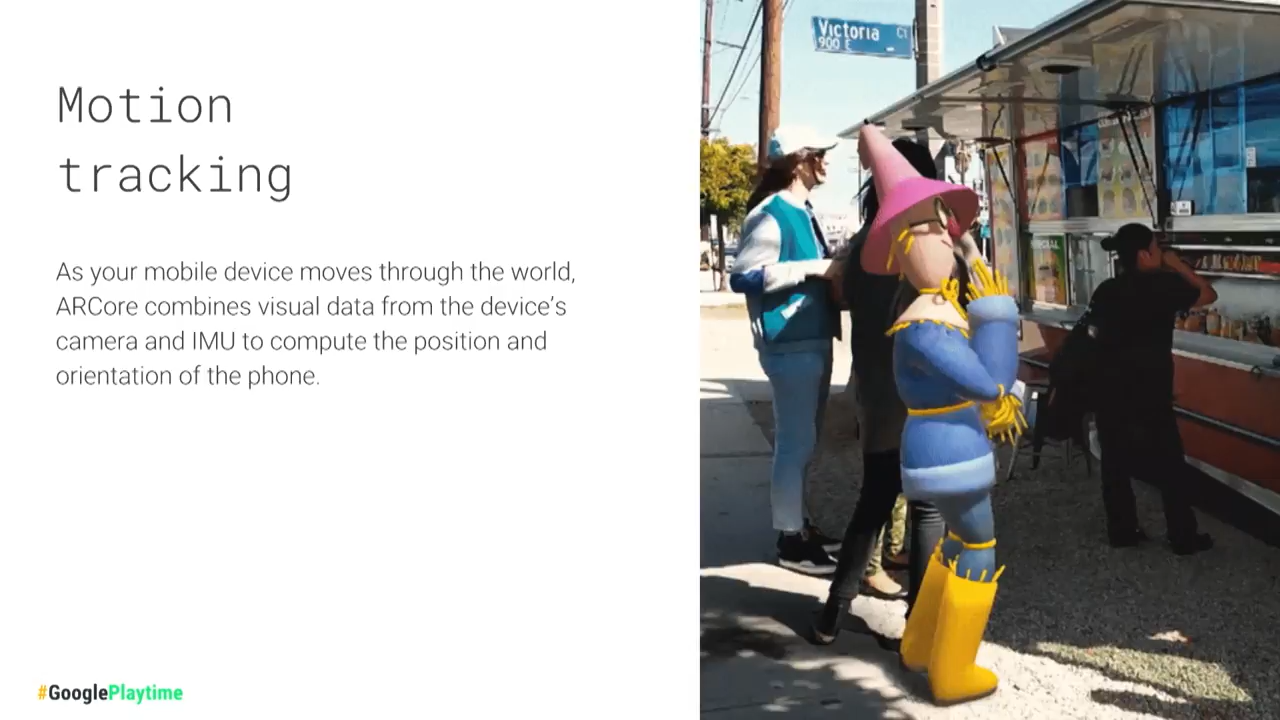 Motion
tracking
As your mobile device moves through the world,
ARCore combines visual data from the device’s
camera and IMU to compute the position and
orientation of the phone.
#GooglePlaytime
Victoria Ct
900 E